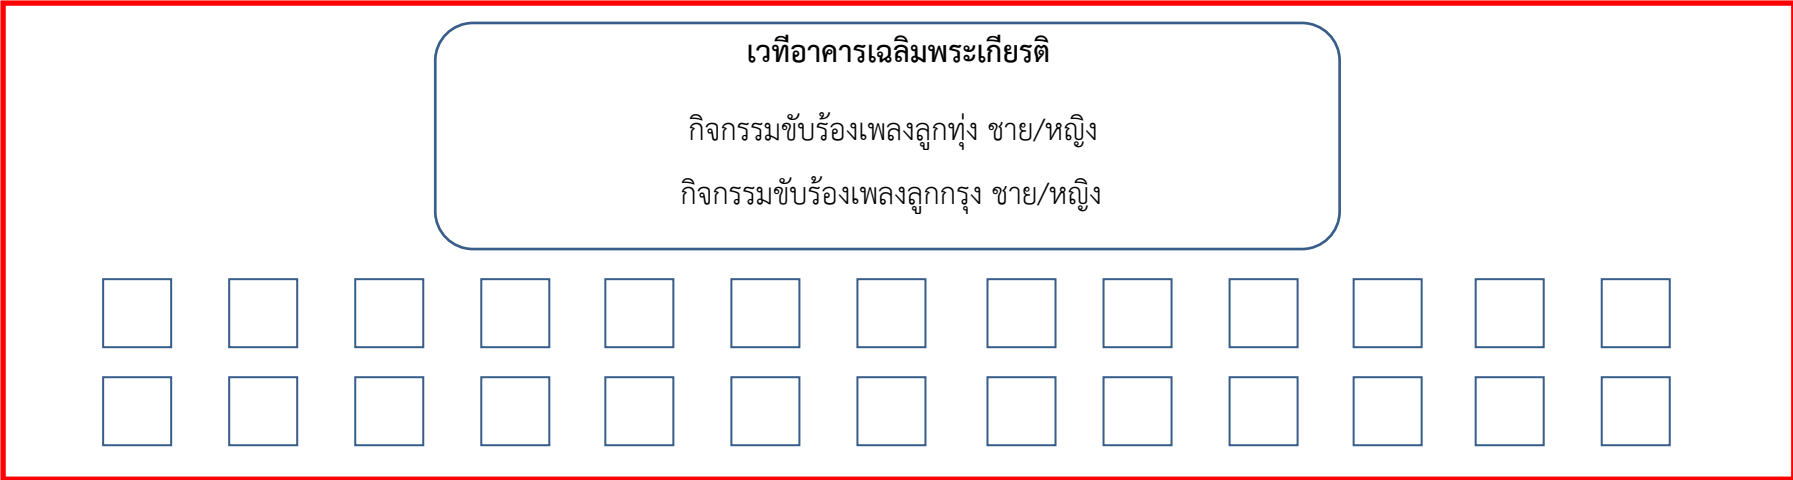 เวทีอาคารเฉลิมพระเกียรติ
กิจกรรมขับร้องเพลงลูกทุ่ง ชาย/หญิง
กิจกรรมขับร้องเพลงลูกกรุง ชาย/หญิง